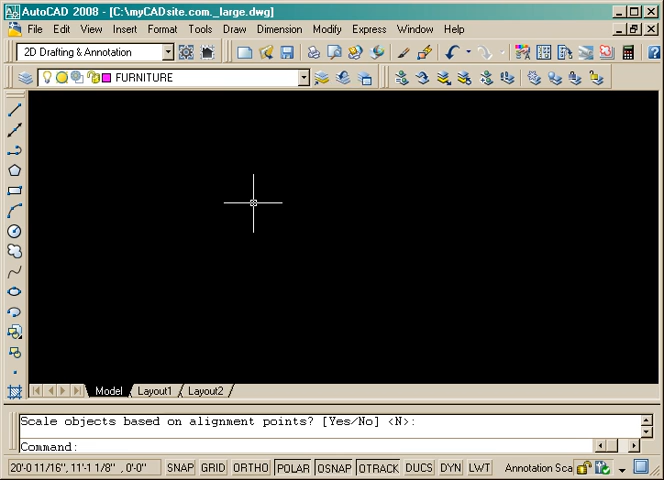 AutoCAD 2008 - [C:\myCADsite.com._large.dwg]
File Edit View Insert Format Tools Draw Dimension Modify Express Window Help
2D Drafting & Annotation
FURNITURE
Model Layout1 Layout2
Scale objects based on alignment points? [Yes/No] <N>:
Command:
20'-0 11/16", 11'-1 1/8" , 0'-0" SNAP GRID ORTHO POLAR OSNAP OTRACK DUCS DYN LWT Annotation Sca